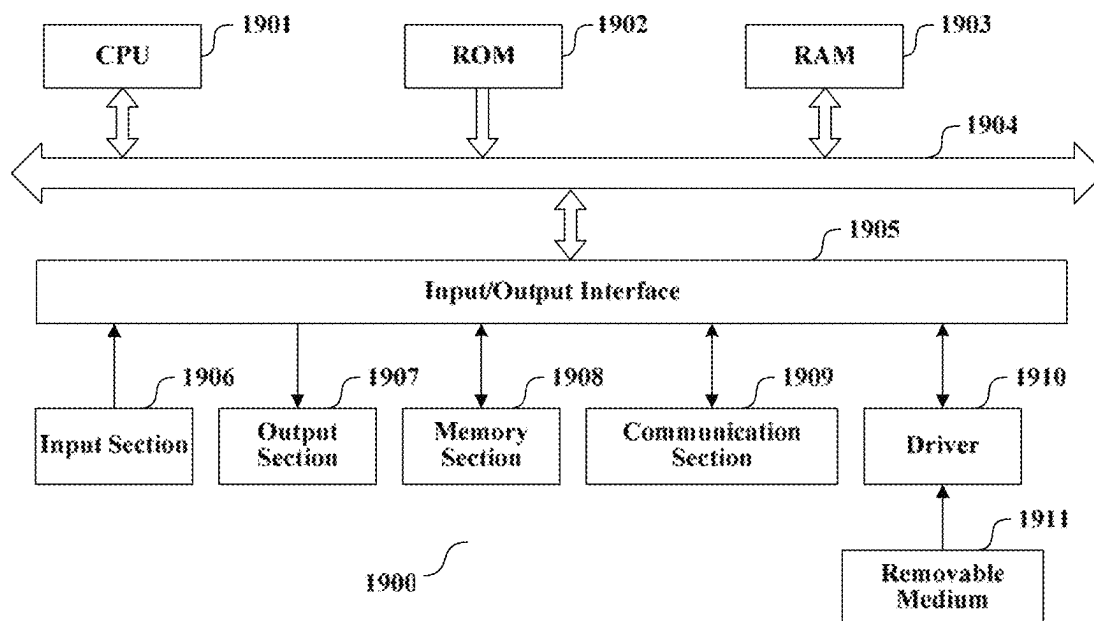 1901
1902
1903
CPU
ROM
RAM
1904
1905
Input/Output Interface
1906
1907
1908
1909
1910
Input Section
Output
Section
Memory
Section
Communication
Section
Driver
1911
1900
Removable
Medium